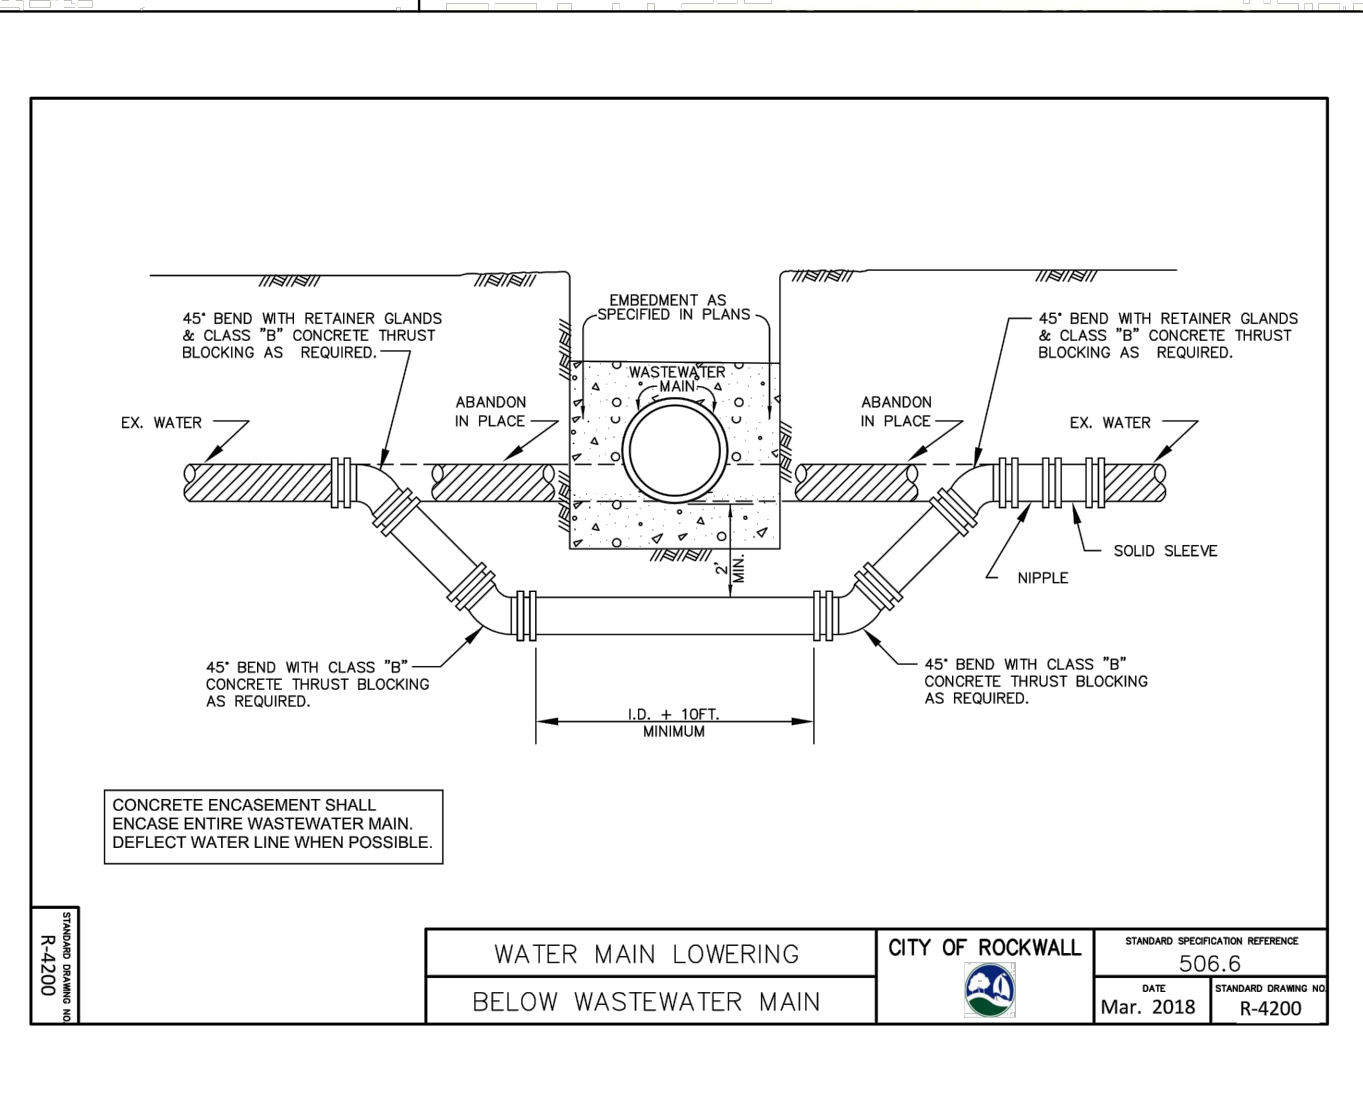 EMBEDMENT AS
SPECIFIED IN PLANS
45° BEND WITH RETAINER GLANDS
& CLASS "B" CONCRETE THRUST
BLOCKING AS REQUIRED.
45° BEND WITH RETAINER GLANDS
& CLASS "B" CONCRETE THRUST
BLOCKING AS REQUIRED.
WASTEWATER
MAIN
EX. WATER
ABANDON
IN PLACE
ABANDON
IN PLACE
EX. WATER
SOLID SLEEVE
NIPPLE
2'
MIN.
45° BEND WITH CLASS "B"
CONCRETE THRUST BLOCKING
AS REQUIRED.
45° BEND WITH CLASS "B"
CONCRETE THRUST BLOCKING
AS REQUIRED.
I.D. + 10FT.
MINIMUM
CONCRETE ENCASEMENT SHALL
ENCASE ENTIRE WASTEWATER MAIN.
DEFLECT WATER LINE WHEN POSSIBLE.
STANDARD DRAWING NO.
R-4200
WATER MAIN LOWERING
BELOW WASTEWATER MAIN
CITY OF ROCKWALL
STANDARD SPECIFICATION REFERENCE
506.6
DATE
Mar. 2018
STANDARD DRAWING NO.
R-4200